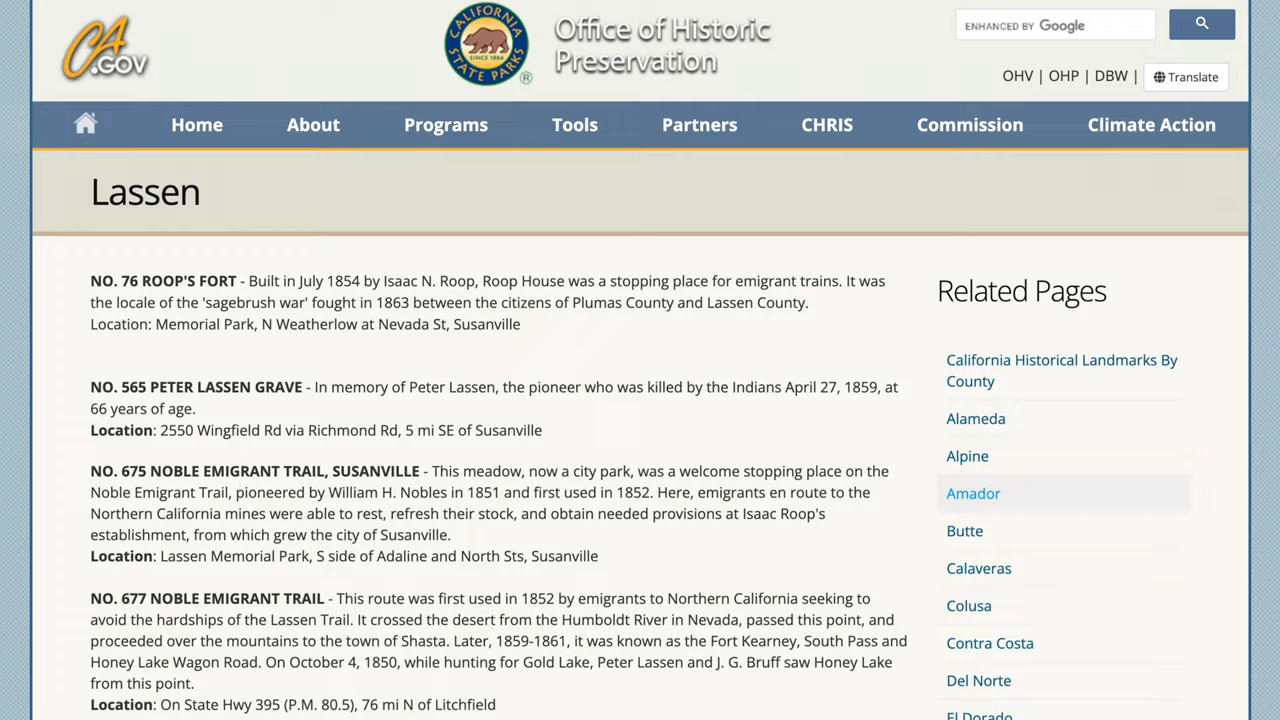 CA.GOV
CALIFORNIA
SINCE 1864
STATE PARKS
®
Office of Historic
Preservation
ENHANCED BY Google
OHV | OHP | DBW | Translate
Home About Programs Tools Partners CHRIS Commission Climate Action
Lassen
NO. 76 ROOP'S FORT - Built in July 1854 by Isaac N. Roop, Roop House was a stopping place for emigrant trains. It was
the locale of the 'sagebrush war' fought in 1863 between the citizens of Plumas County and Lassen County.
Location: Memorial Park, N Weatherlow at Nevada St, Susanville
NO. 565 PETER LASSEN GRAVE - In memory of Peter Lassen, the pioneer who was killed by the Indians April 27, 1859, at
66 years of age.
Location: 2550 Wingfield Rd via Richmond Rd, 5 mi SE of Susanville
NO. 675 NOBLE EMIGRANT TRAIL, SUSANVILLE - This meadow, now a city park, was a welcome stopping place on the
Noble Emigrant Trail, pioneered by William H. Nobles in 1851 and first used in 1852. Here, emigrants en route to the
Northern California mines were able to rest, refresh their stock, and obtain needed provisions at Isaac Roop's
establishment, from which grew the city of Susanville.
Location: Lassen Memorial Park, S side of Adaline and North Sts, Susanville
NO. 677 NOBLE EMIGRANT TRAIL - This route was first used in 1852 by emigrants to Northern California seeking to
avoid the hardships of the Lassen Trail. It crossed the desert from the Humboldt River in Nevada, passed this point, and
proceeded over the mountains to the town of Shasta. Later, 1859-1861, it was known as the Fort Kearney, South Pass and
Honey Lake Wagon Road. On October 4, 1850, while hunting for Gold Lake, Peter Lassen and J. G. Bruff saw Honey Lake
from this point.
Location: On State Hwy 395 (P.M. 80.5), 76 mi N of Litchfield
Related Pages
California Historical Landmarks By
County
Alameda
Alpine
Amador
Butte
Calaveras
Colusa
Contra Costa
Del Norte
El Dorado